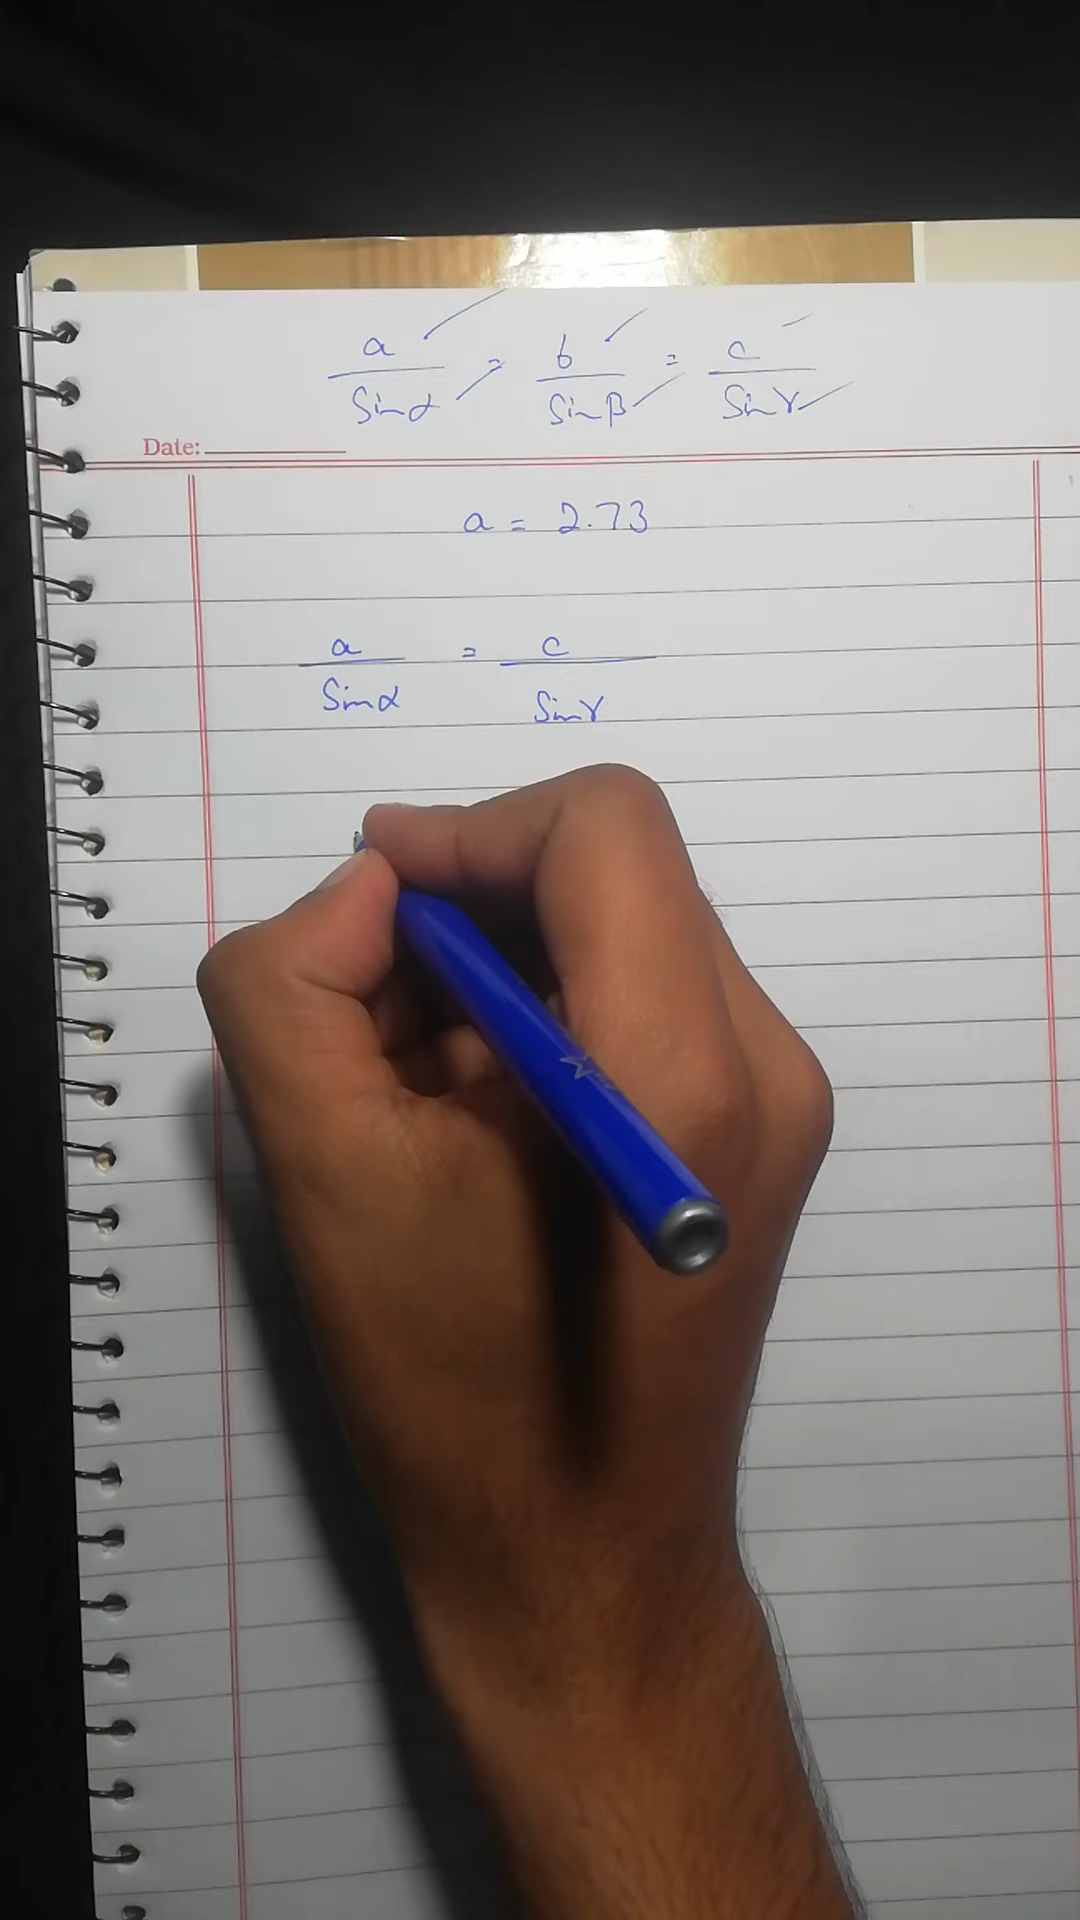 a/Sinα = b/Sinβ = c/Sinγ
Date:
a = 2.73
a/Sinα = c/Sinγ